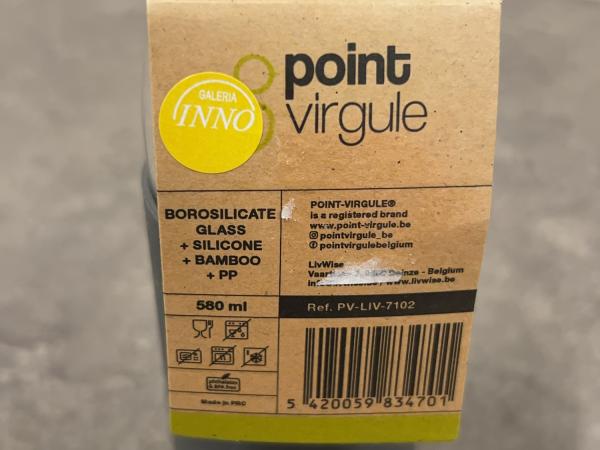 point
virgule
GALERIA
INNO
BOROSILICATE
GLASS
+ SILICONE
+ BAMBOO
+ PP
580 ml
Made in PRC
POINT-VIRGULE®
is a registered brand
www.point-virgule.be
pointvirgule_be
pointvirgulebelgium
LivWise
Deinze - Belgium
/ www.livwise.be
Ref. PV-LIV-7102
5 420059 834701